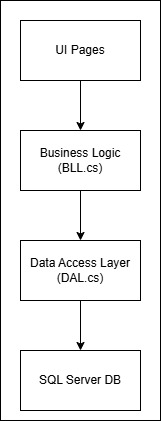 UI Pages
Business Logic
(BLL.cs)
Data Access Layer
(DAL.cs)
SQL Server DB